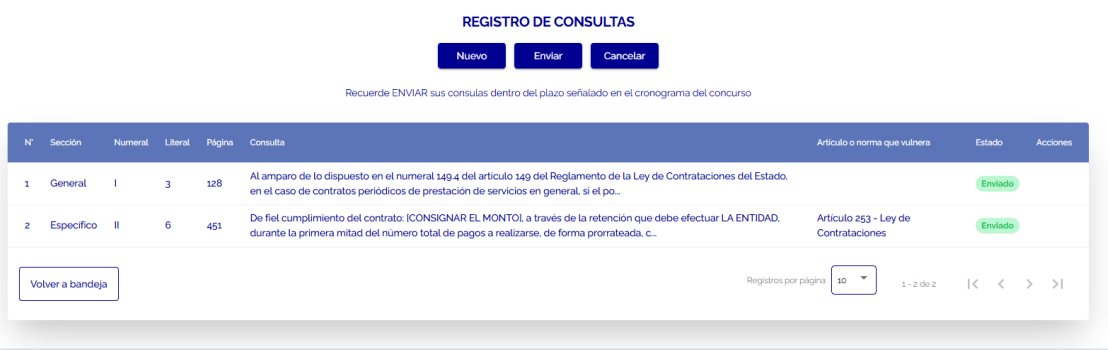 REGISTRO DE CONSULTAS
Nuevo Enviar Cancelar
Recuerde ENVIAR sus consulas dentro del plazo señalado en el cronograma del concurso
N° Sección Numeral Literal Página Consulta Artículo o norma que vulnera Estado Acciones
1 General I 3 128 Al amparo de lo dispuesto en el numeral 149.4 del artículo 149 del Reglamento de la Ley de Contrataciones del Estado, Enviado
en el caso de contratos periódicos de prestación de servicios en general, si el po...
2 Específico II 6 451 De fiel cumplimiento del contrato: [CONSIGNAR EL MONTO], a través de la retención que debe efectuar LA ENTIDAD, Artículo 253 - Ley de Enviado
durante la primera mitad del número total de pagos a realizarse, de forma prorrateada, c... Contrataciones
Volver a bandeja Registros por página 10 1 - 2 de 2